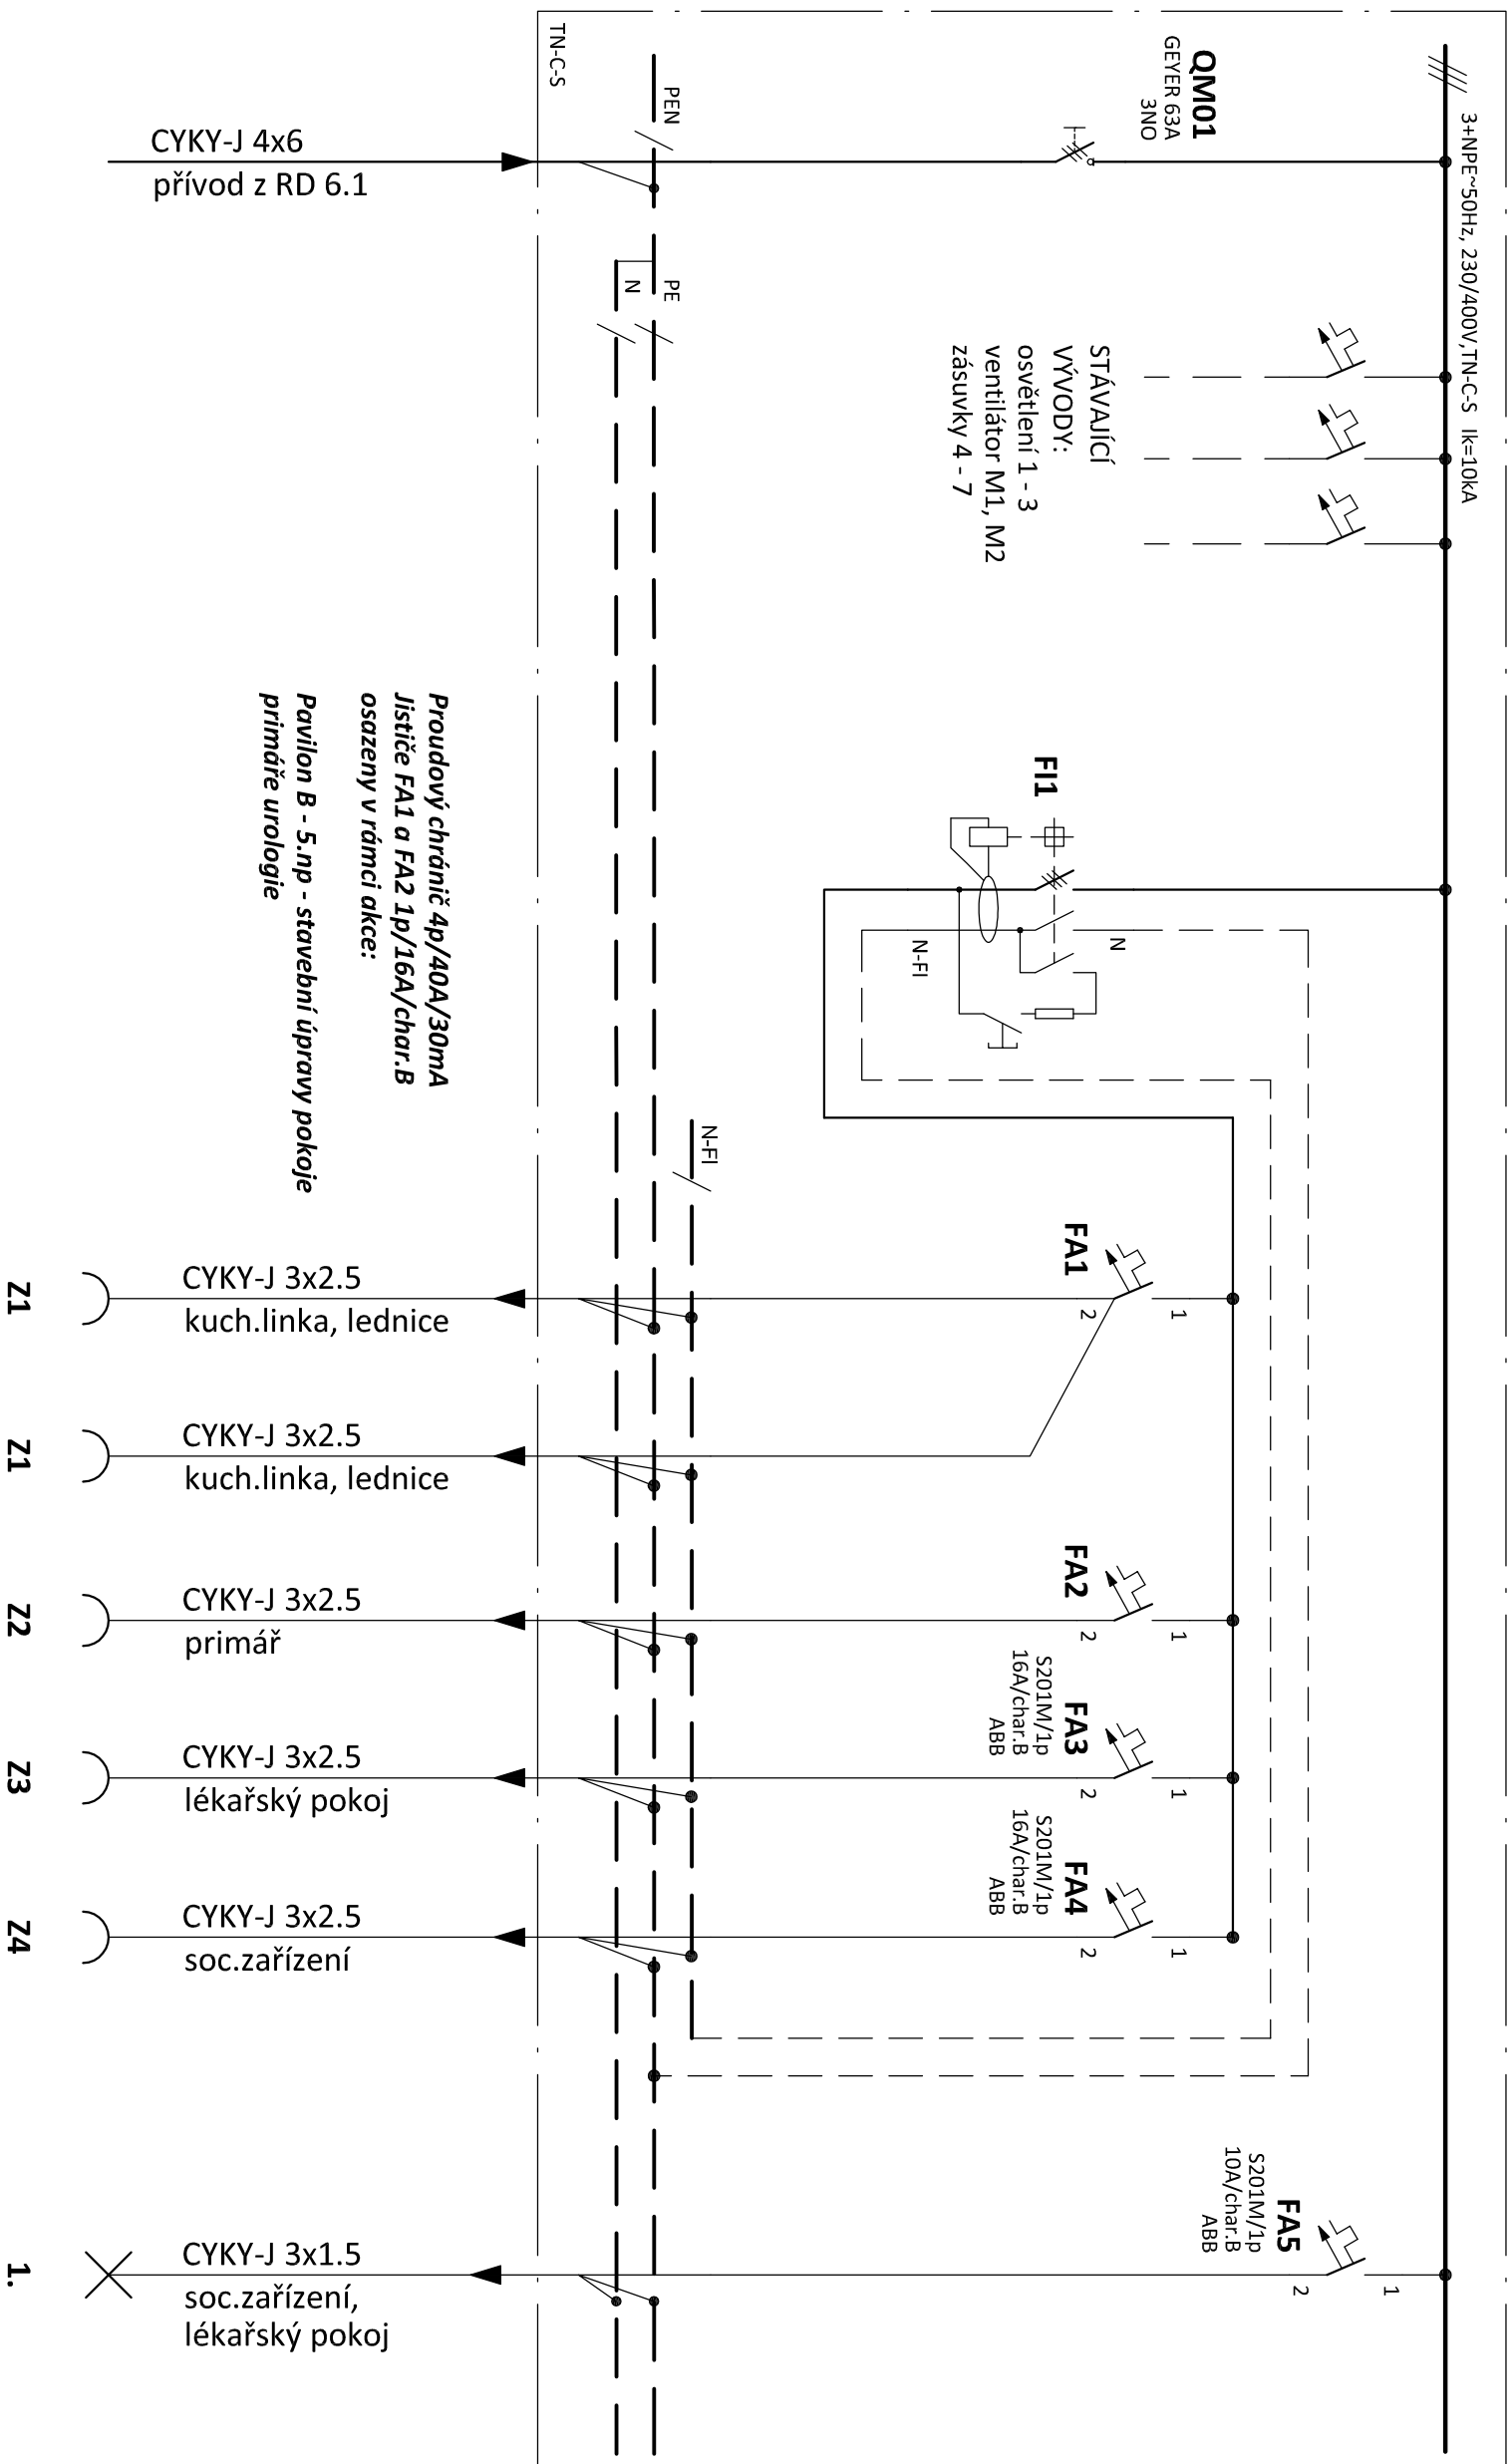 3+NPE~50Hz, 230/400V,TN-C-S Ik=10kA
QM01
GEYER 63A
3NO
STÁVAJÍCÍ
VÝVODY:
osvětlení 1 - 3
ventilátor M1, M2
zásuvky 4 - 7
FI1
N
N-FI
FA1
1
2
FA2
1
2
FA3
S201M/1p
16A/char.B
ABB
1
2
FA4
S201M/1p
16A/char.B
ABB
1
2
FA5
S201M/1p
10A/char.B
ABB
1
2
PEN
PE
N
N-FI
TN-C-S
CYKY-J 4x6
přívod z RD 6.1
Proudový chránič 4p/40A/30mA
Jističe FA1 a FA2 1p/16A/char.B
osazeny v rámci akce:
Pavilon B - 5.np - stavební úpravy pokoje
primáře urologie
CYKY-J 3x2.5
kuch.linka, lednice
Z1
CYKY-J 3x2.5
kuch.linka, lednice
Z1
CYKY-J 3x2.5
primář
Z2
CYKY-J 3x2.5
lékařský pokoj
Z3
CYKY-J 3x2.5
soc.zařízení
Z4
CYKY-J 3x1.5
soc.zařízení,
lékařský pokoj
1.